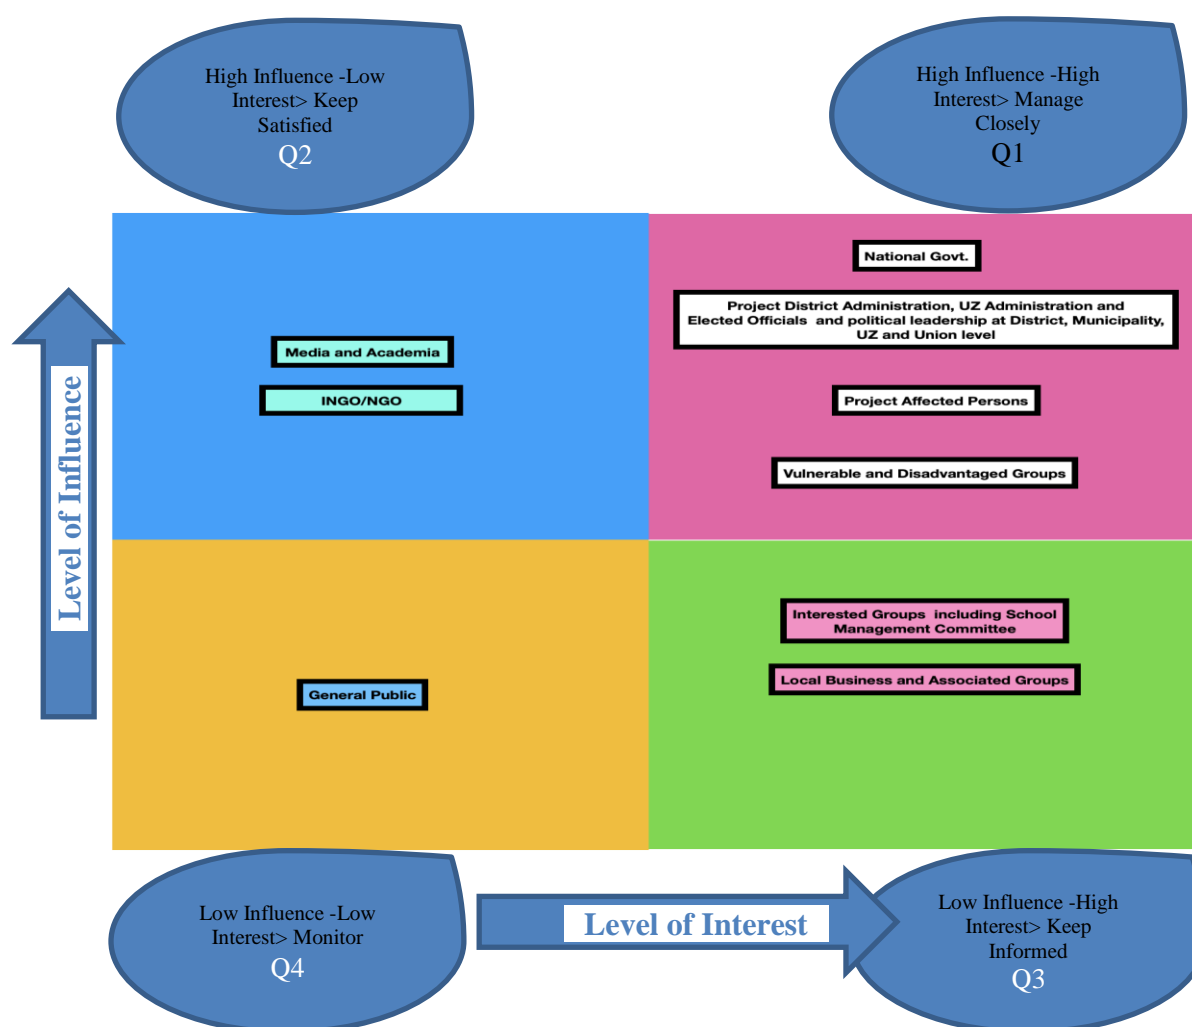 High Influence -Low
Interest> Keep
Satisfied
Q2
High Influence -High
Interest> Manage
Closely
Q1
National Govt.
Project District Administration, UZ Administration and
Elected Officials  and political leadership at District, Municipality,
UZ and Union level
Media and Academia
INGO/NGO
Project Affected Persons
Vulnerable and Disadvantaged Groups
Level of Influence
Interested Groups  including School
Management Committee
Local Business and Associated Groups
General Public
Low Influence -Low
Interest> Monitor
Q4
Level of Interest
Low Influence -High
Interest> Keep
Informed
Q3